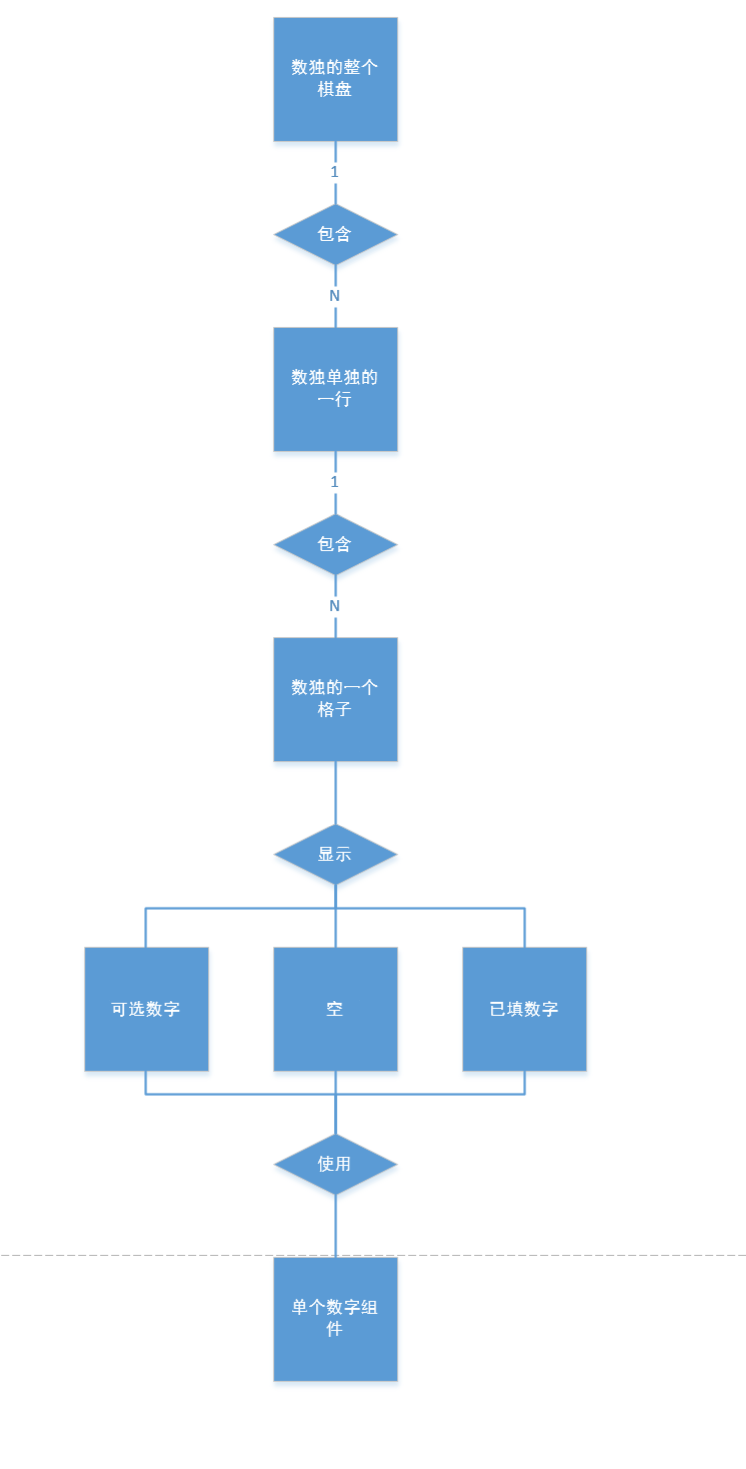 数独的整个
棋盘
1
包含
N
数独单独的
一行
1
包含
N
数独的一个
格子
显示
可选数字
空
已填数字
使用
单个数字组
件